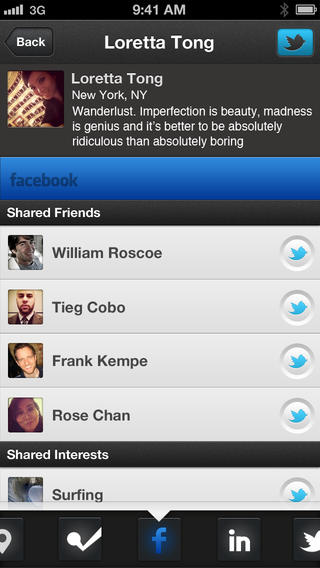 3G 9:41 AM
Back Loretta Tong
Loretta Tong
New York, NY
Wanderlust. Imperfection is beauty, madness
is genius and it's better to be absolutely
ridiculous than absolutely boring
facebook
Shared Friends
William Roscoe
Tieg Cobo
Frank Kempe
Rose Chan
Shared Interests
Surfing
f in